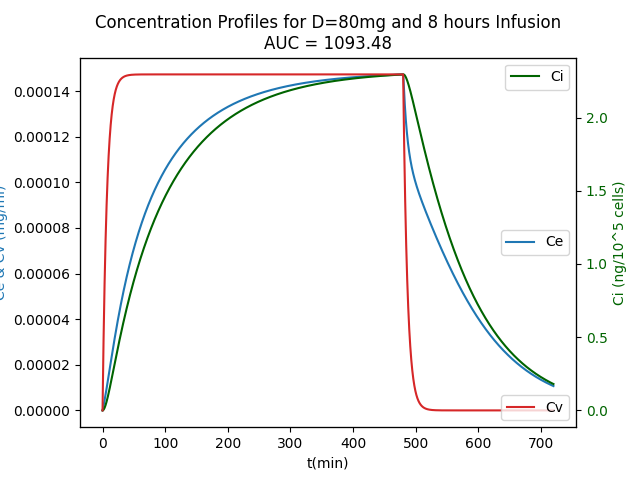 Concentration Profiles for D=80mg and 8 hours Infusion
AUC = 1093.48
Ci
Ce
Cv
0.00014
0.00012
0.00010
0.00008
0.00006
0.00004
0.00002
0.00000
2.0
1.5
1.0
0.5
0.0
Ce & Cv (mg/ml)
Ci (ng/10^5 cells)
0
100
200
300
400
500
600
700
t(min)